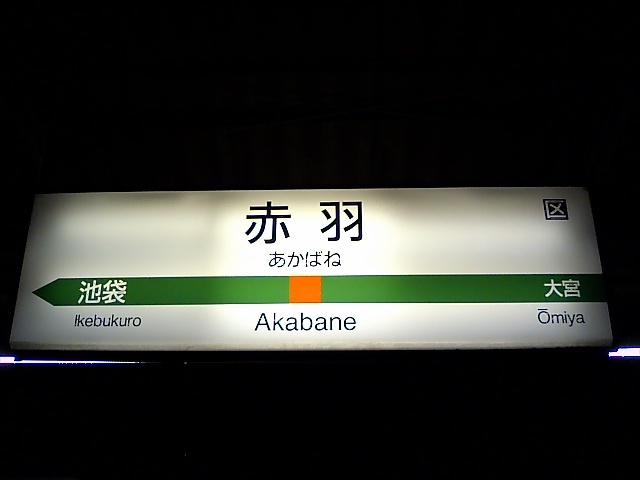 赤羽
区
あかばね
池袋
大宮
Ikebukuro
Akabane
Ōmiya